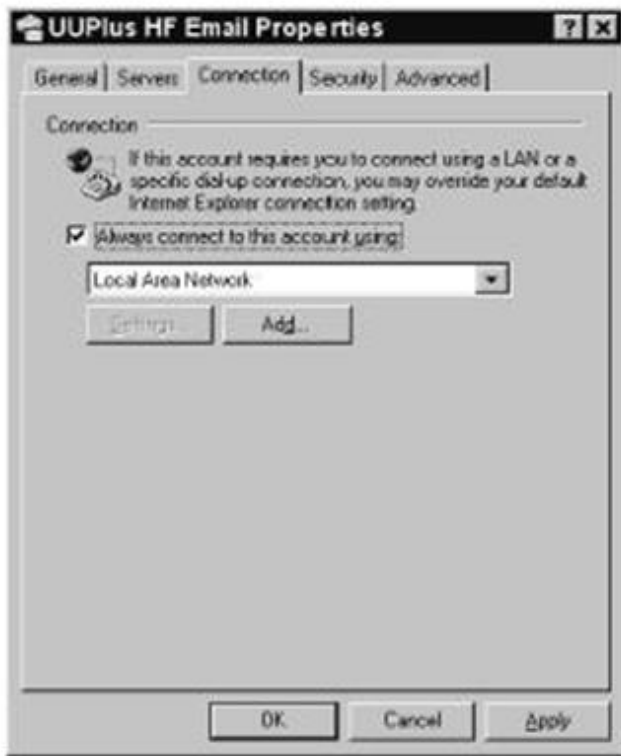 UUPlus HF Email Properties
General Servers Connection Security Advanced
Connection
If this account requires you to connect using a LAN or a
specific dial-up connection, you may override your default
Internet Explorer connection setting.
Always connect to this account using:
Local Area Network
Settings... Add...
OK Cancel Apply